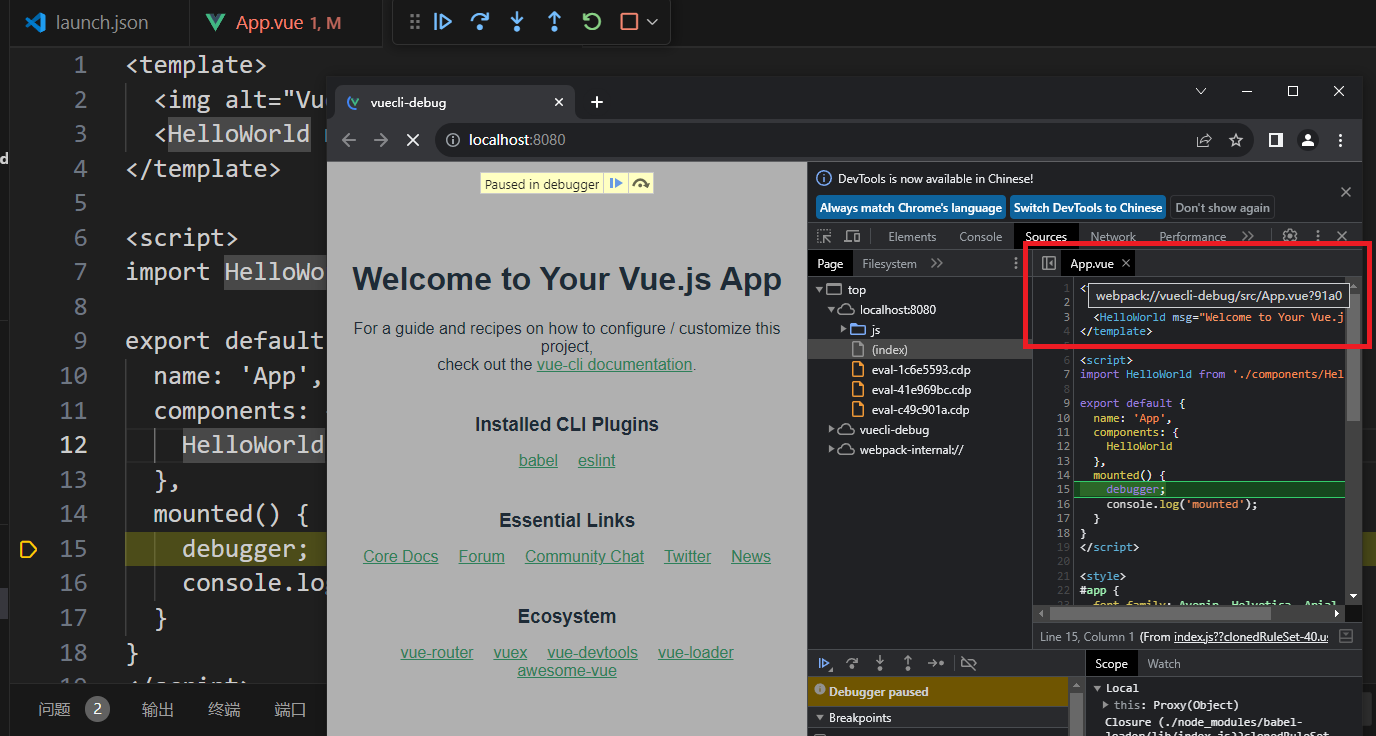 launch.json
App.vue 1, M
1 <template>
2 <img alt="Vu
3 <HelloWorld
4 </template>
5
6 <script>
7 import HelloWo
8
9 export default
10 name: 'App',
11 components:
12 HelloWorld
13 },
14 mounted() {
15 debugger;
16 console.lo
17 }
18 }
19 </script>
问题 2 输出 终端 端口
vuecli-debug
localhost:8080
Paused in debugger
Welcome to Your Vue.js App
For a guide and recipes on how to configure / customize this
project,
check out the vue-cli documentation.
Installed CLI Plugins
babel eslint
Essential Links
Core Docs Forum Community Chat Twitter News
Ecosystem
vue-router vuex vue-devtools vue-loader
awesome-vue
DevTools is now available in Chinese!
Always match Chrome's language Switch DevTools to Chinese Don't show again
Elements Console Sources Network Performance
Page Filesystem
top
localhost:8080
js
(index)
eval-1c6e5593.cdp
eval-41e969bc.cdp
eval-c49c901a.cdp
vuecli-debug
webpack-internal://
App.vue
1 <
webpack://vuecli-debug/src/App.vue?91a0
2
3 <HelloWorld msg="Welcome to Your Vue.j
4 </template>
5
6 <script>
7 import HelloWorld from './components/Hel
8
9 export default {
10 name: 'App',
11 components: {
12 HelloWorld
13 },
14 mounted() {
15 debugger;
16 console.log('mounted');
17 }
18 }
19 </script>
20
21 <style>
22 #app {
23 font-family: Avenir, Helvetica, Arial
Line 15, Column 1 (From index.js??clonedRuleSet-40.us
Debugger paused
Breakpoints
Scope Watch
Local
this: Proxy(Object)
Closure (./node_modules/babel-
loader/lib/index.js??clonedRuleSet